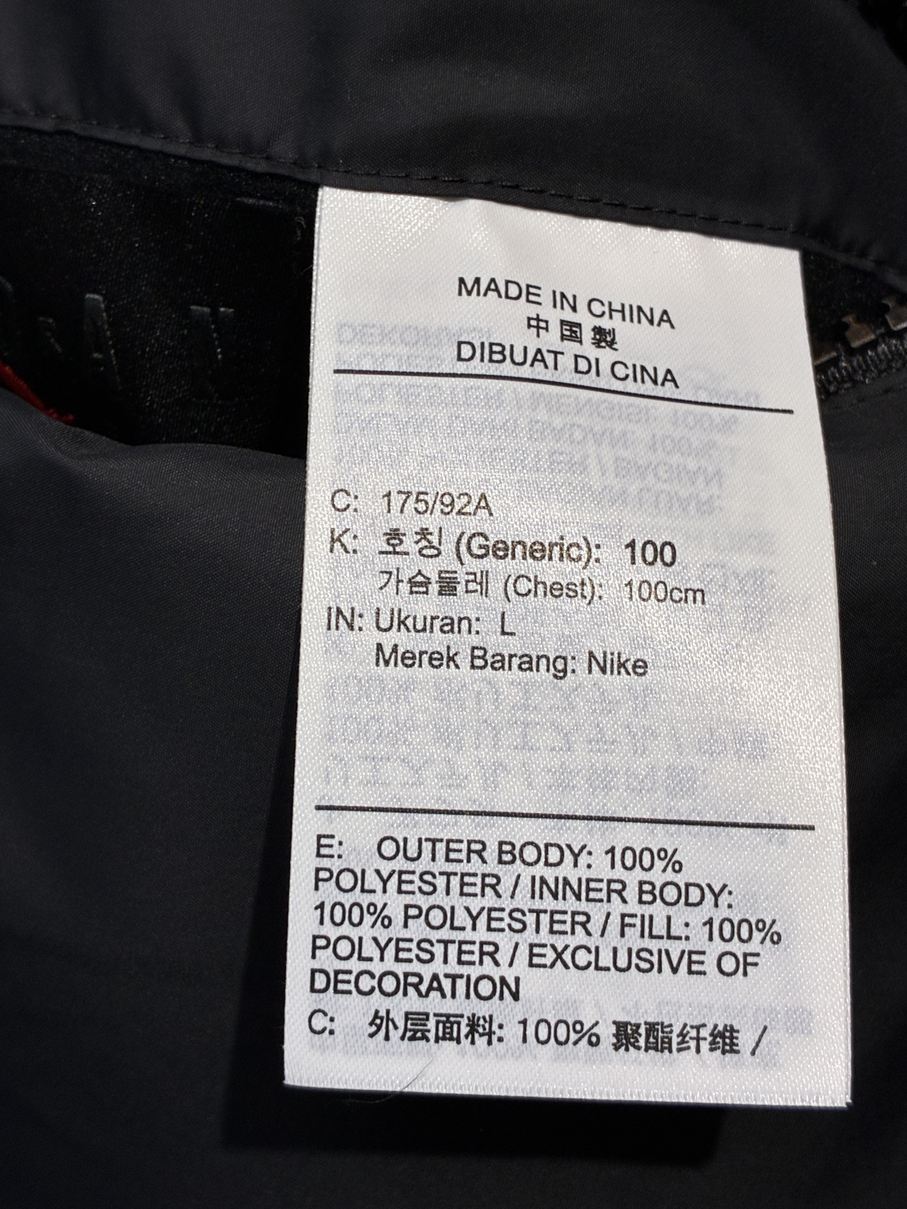 MADE IN CHINA
中国製
DIBUAT DI CINA
C: 175/92A
K: 호칭 (Generic): 100
가슴둘레 (Chest): 100cm
IN: Ukuran: L
Merek Barang: Nike
E: OUTER BODY: 100%
POLYESTER / INNER BODY:
100% POLYESTER / FILL: 100%
POLYESTER / EXCLUSIVE OF
DECORATION
C: 外层面料: 100% 聚酯纤维 /